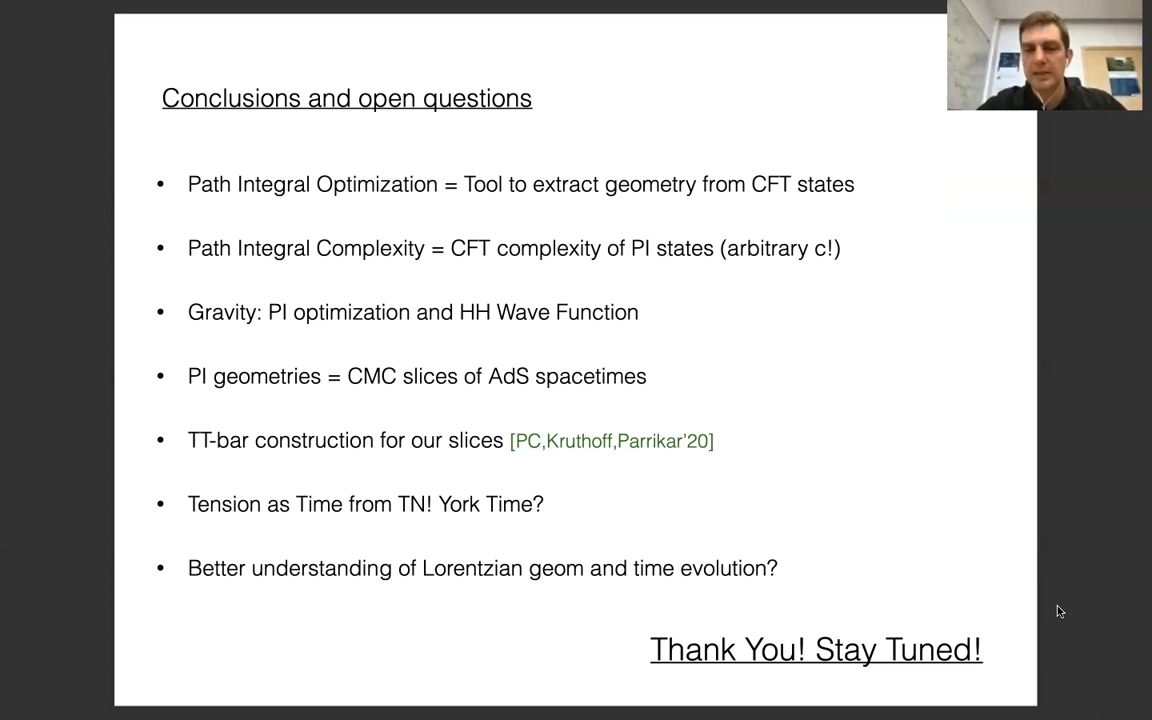 Conclusions and open questions
• Path Integral Optimization = Tool to extract geometry from CFT states
• Path Integral Complexity = CFT complexity of PI states (arbitrary c!)
• Gravity: PI optimization and HH Wave Function
• PI geometries = CMC slices of AdS spacetimes
• TT-bar construction for our slices [PC,Kruthoff,Parrikar’20]
• Tension as Time from TN! York Time?
• Better understanding of Lorentzian geom and time evolution?
Thank You! Stay Tuned!